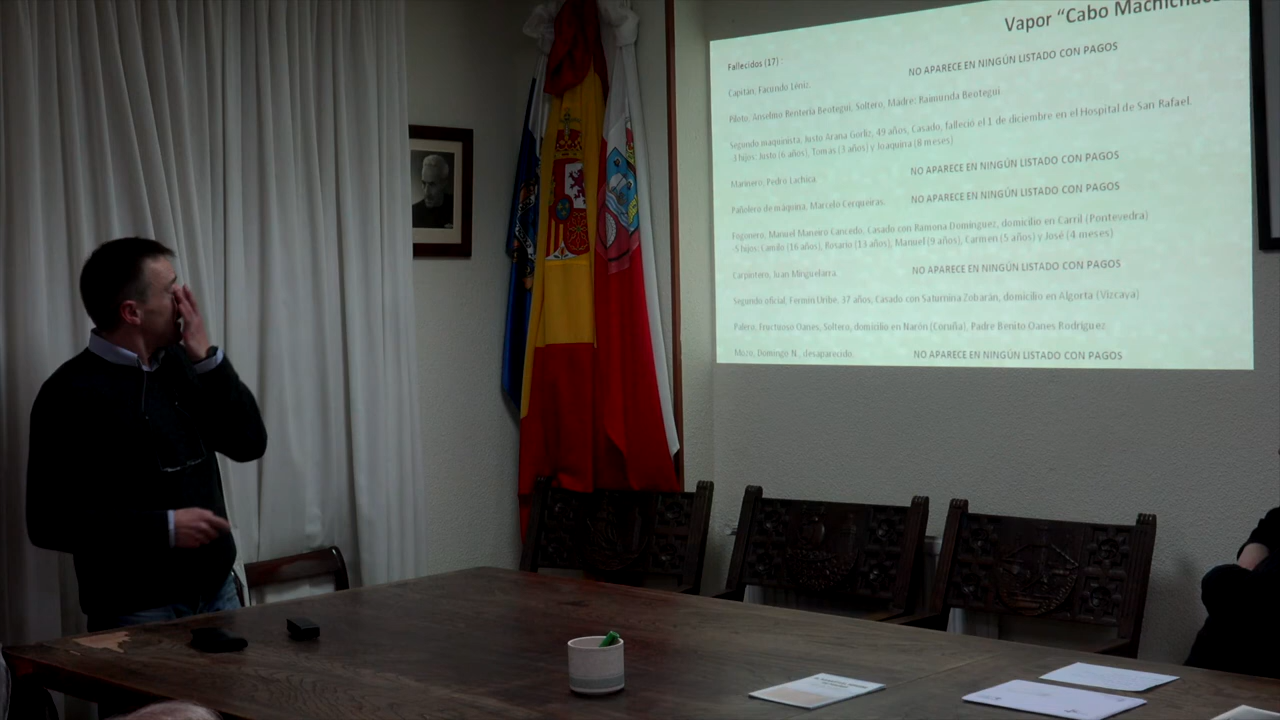 Vapor "Cabo Machichaco
Fallecidos (17) :
Capitán, Facundo Léniz. NO APARECE EN NINGÚN LISTADO CON PAGOS
Piloto, Anselmo Rentería Beotegui, Soltero, Madre: Raimunda Beotegui
Segundo maquinista, Justo Arana Gorliz, 49 años, Casado, falleció el 1 de diciembre en el Hospital de San Rafael.
-3 hijos: Justo (6 años), Tomas (3 años) y Joaquina (8 meses)
Marinero, Pedro Lachica. NO APARECE EN NINGÚN LISTADO CON PAGOS
Pañolero de máquina, Marcelo Cerqueiras. NO APARECE EN NINGÚN LISTADO CON PAGOS
Fogonero, Manuel Maneiro Cancedo, Casado con Ramona Domínguez, domicilio en Carril (Pontevedra)
-5 hijos: Camilo (16 años), Rosario (13 años), Manuel (9 años), Carmen (5 años) y José (4 meses)
Carpintero, Juan Minguelarra. NO APARECE EN NINGÚN LISTADO CON PAGOS
Segundo oficial, Fermín Uribe, 37 años, Casado con Saturnina Zobarán, domicilio en Algorta (Vizcaya)
Palero, Fructuoso Oanes, Soltero, domicilio en Narón (Coruña), Padre Benito Oanes Rodríguez
Mozo, Domingo N., desaparecido. NO APARECE EN NINGÚN LISTADO CON PAGOS